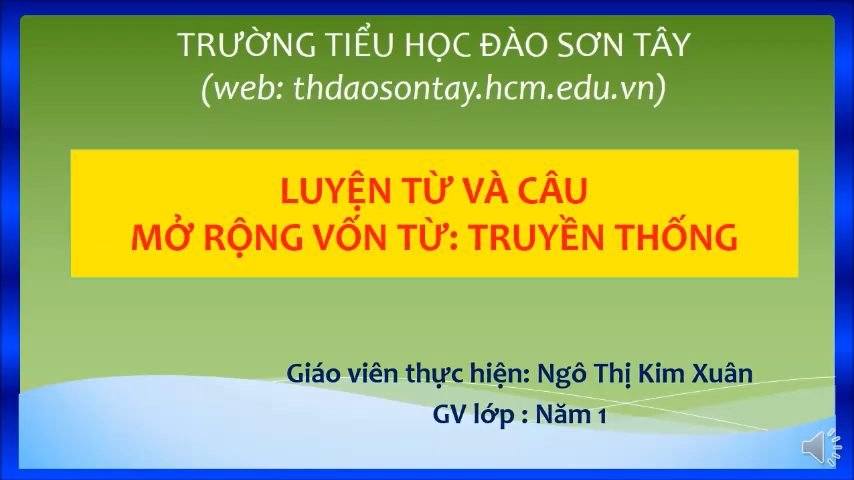 TRƯỜNG TIỂU HỌC ĐÀO SƠN TÂY
(web: thdaosontay.hcm.edu.vn)
LUYỆN TỪ VÀ CÂU
MỞ RỘNG VỐN TỪ: TRUYỀN THỐNG
Giáo viên thực hiện: Ngô Thị Kim Xuân
GV lớp : Năm 1